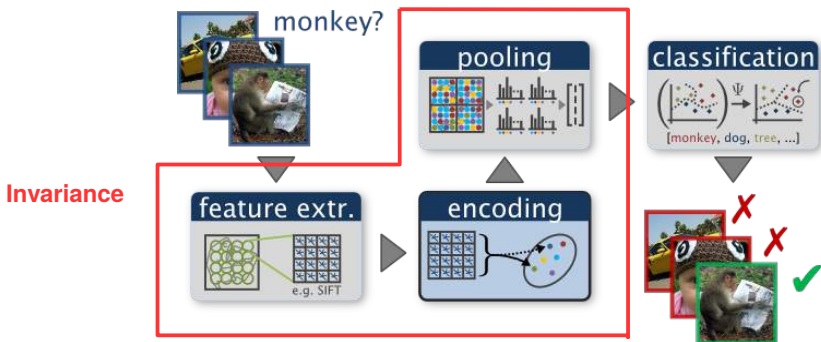 monkey?
Invariance
feature extr.
e.g. SIFT
encoding
pooling
classification
Ψ
[monkey, dog, tree, ...]